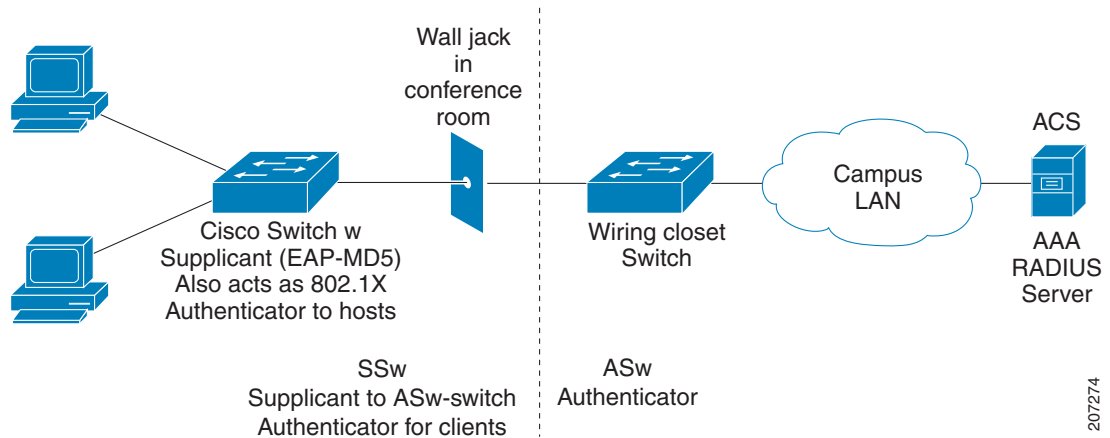 Wall jack
in
conference
room
ACS
Campus
LAN
Cisco Switch w
Supplicant (EAP-MD5)
Also acts as 802.1X
Authenticator to hosts
Wiring closet
Switch
AAA
RADIUS
Server
SSw
Supplicant to ASw-switch
Authenticator for clients
ASw
Authenticator
207274